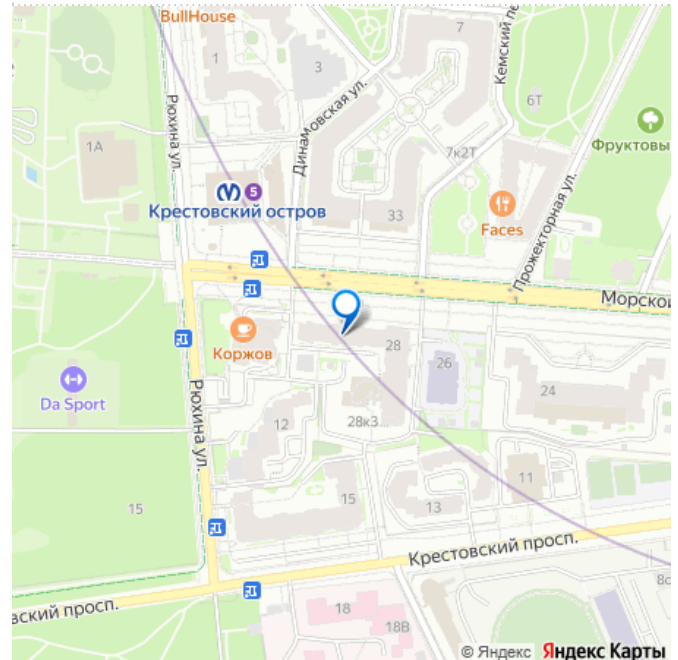 BullHouse
7
1
3
Кемский пе
6Т
Рюхина ул.
Динамовская ул.
1А
Фруктовы
7к2Т
5
Крестовский остров
33
Faces
Прожекторная ул.
Морской
Коржов
28
26
Da Sport
Рюхина ул.
24
12
28к3...
11
15
15
13
Крестовский просп.
вский просп.
8с
18
18В
© Яндекс Яндекс Карты